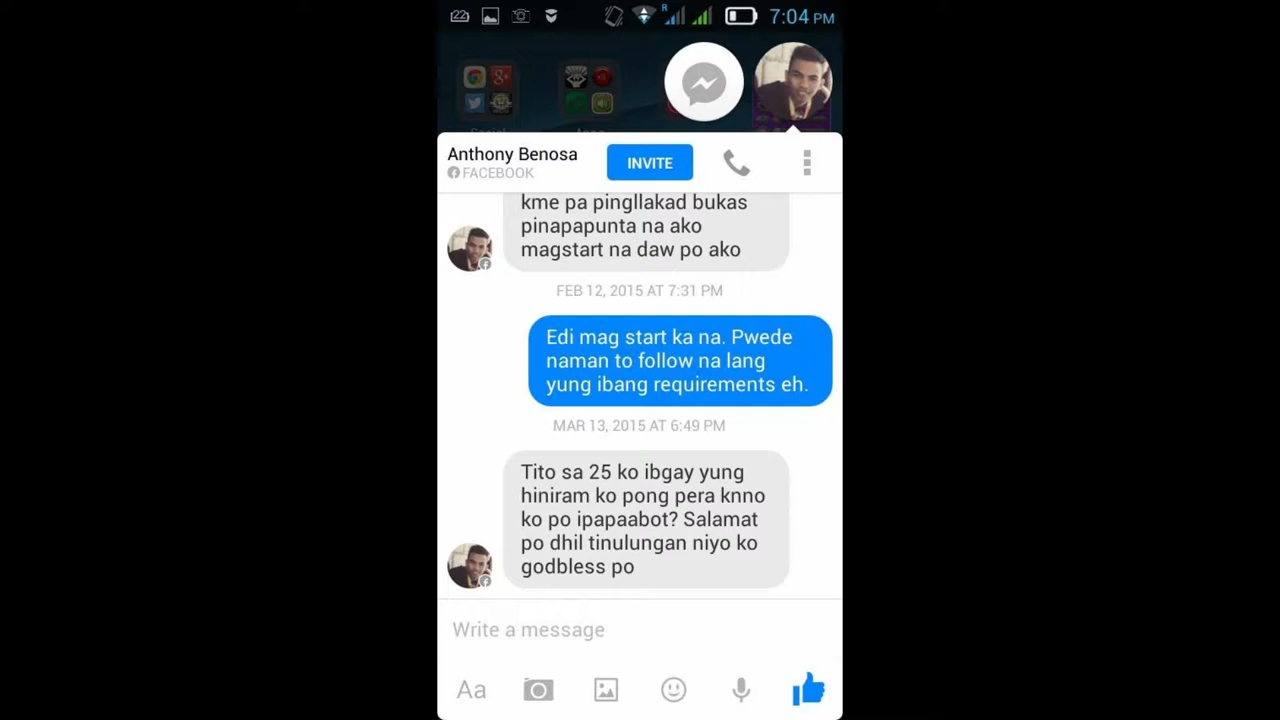 22
R
7:04 PM
Anthony Benosa
FACEBOOK
INVITE
kme pa pingllakad bukas
pinapapunta na ako
magstart na daw po ako
FEB 12, 2015 AT 7:31 PM
Edi mag start ka na. Pwede
naman to follow na lang
yung ibang requirements eh.
MAR 13, 2015 AT 6:49 PM
Tito sa 25 ko ibgay yung
hiniram ko pong pera knno
ko po ipapaabot? Salamat
po dhil tinulungan niyo ko
godbless po
Write a message
Aa